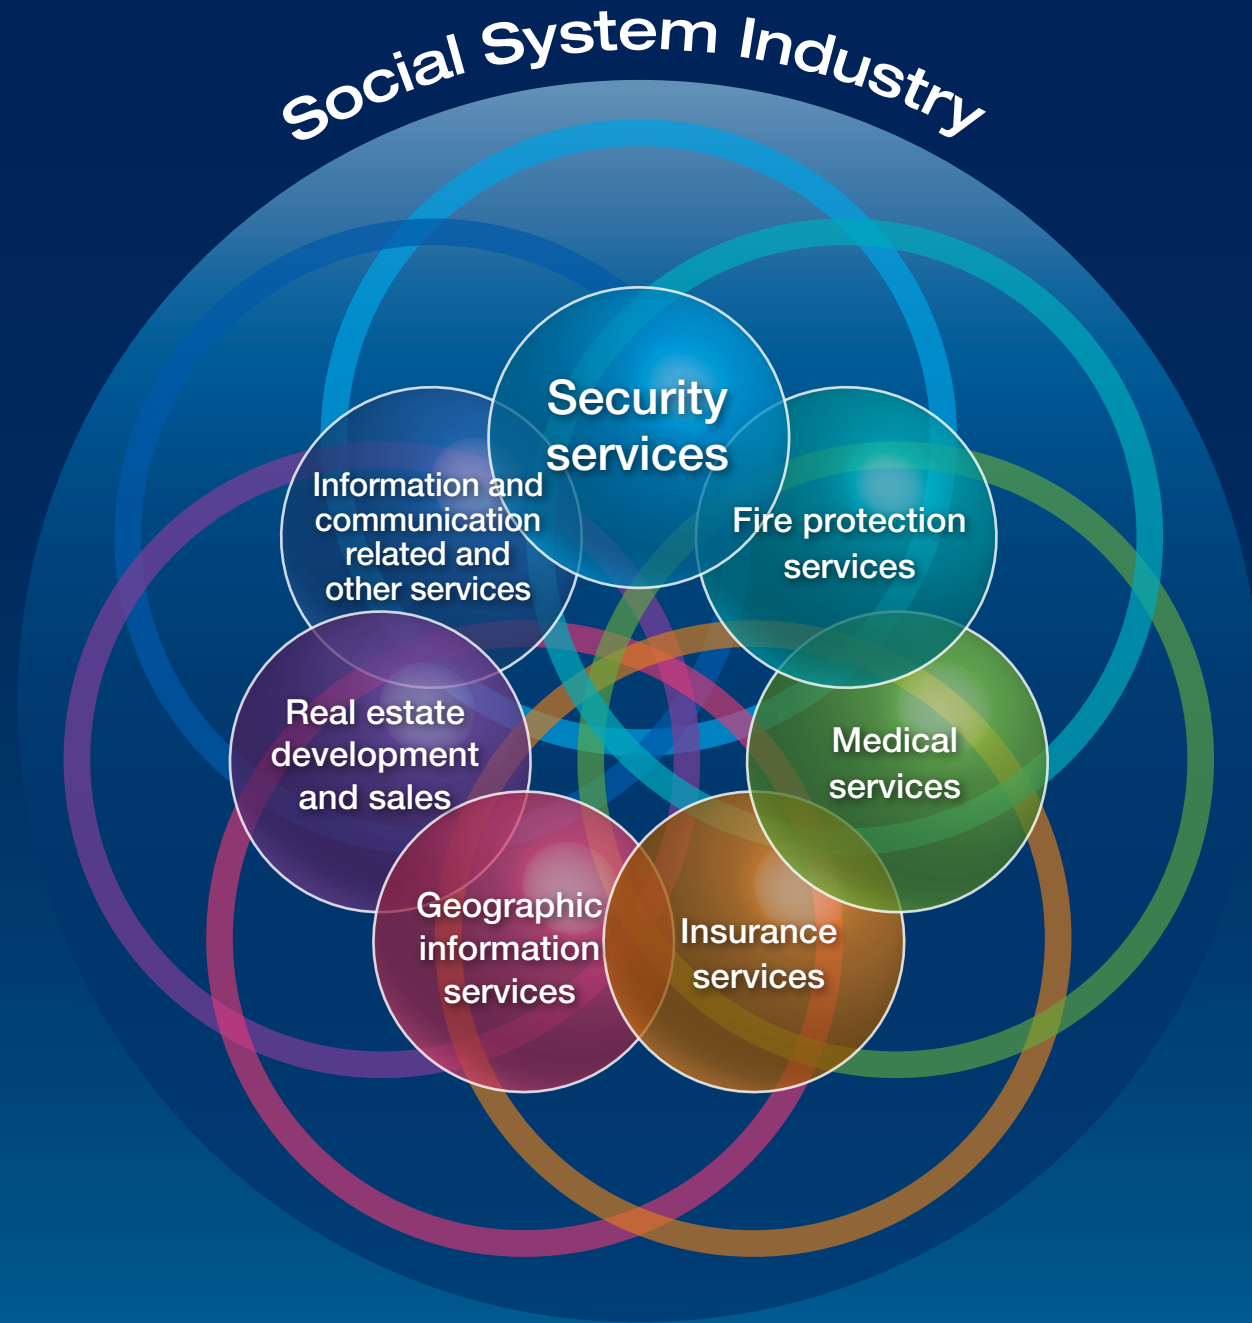 Social System Industry
Security
services
Information and
communication
related and
other services
Fire protection
services
Real estate
development
and sales
Medical
services
Geographic
information
services
Insurance
services